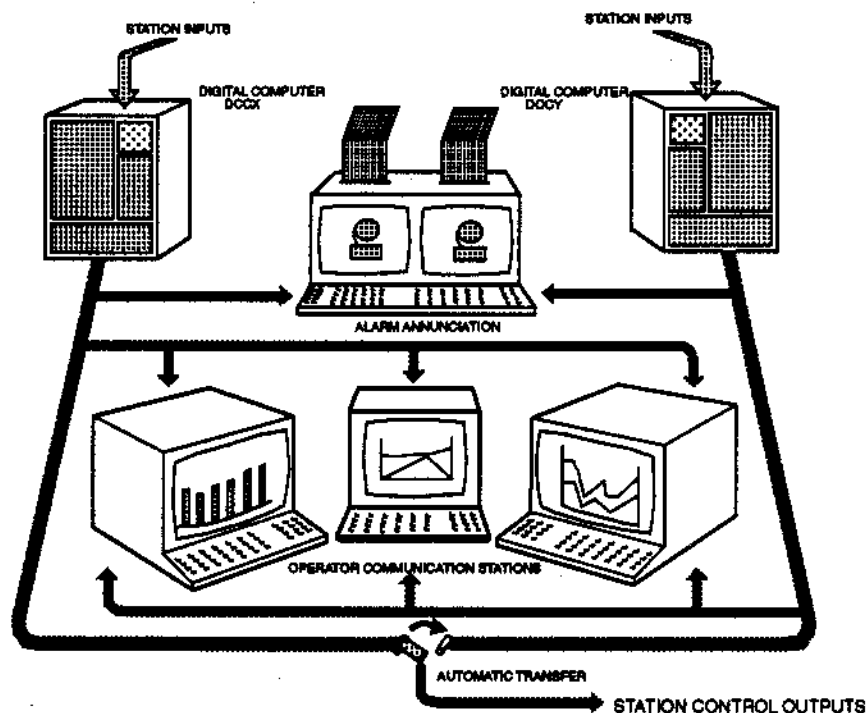 STATION INPUTS
STATION INPUTS
DIGITAL COMPUTER
DCCX
DIGITAL COMPUTER
DCCY
ALARM ANNUNCIATION
OPERATOR COMMUNICATION STATIONS
AUTOMATIC TRANSFER
STATION CONTROL OUTPUTS